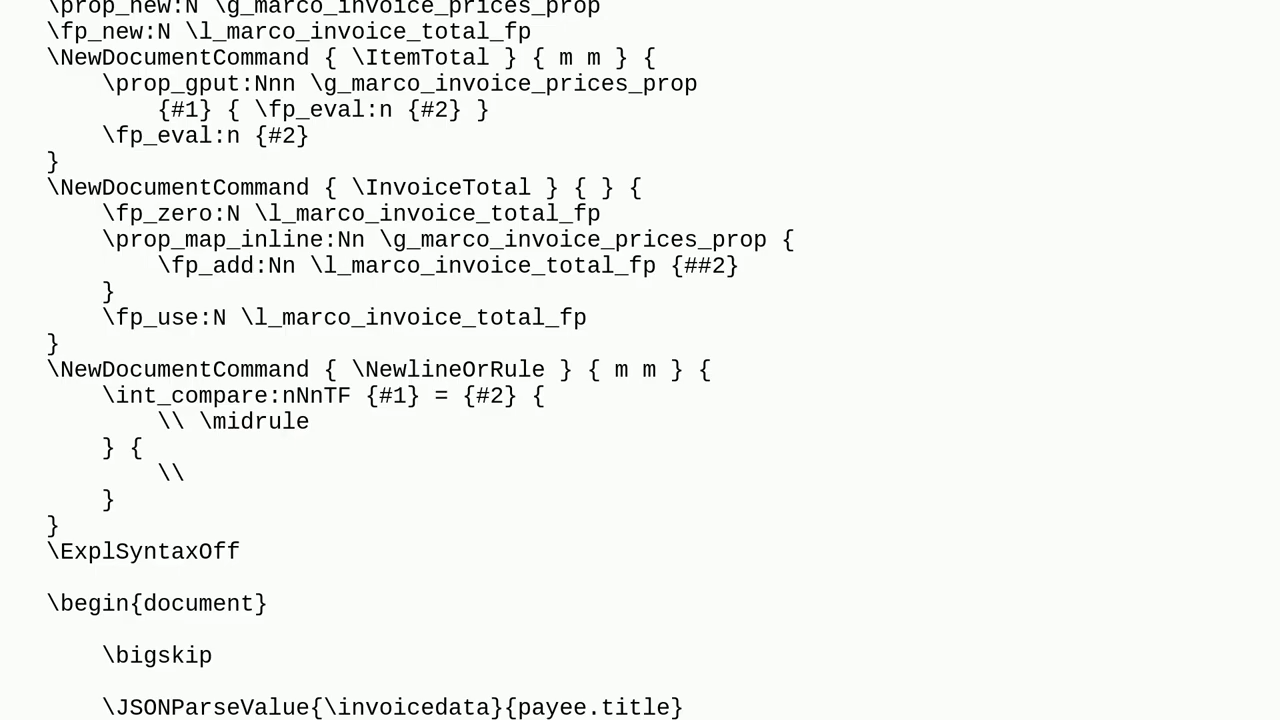 \prop_new:N \g_marco_invoice_prices_prop
\fp_new:N \l_marco_invoice_total_fp
\NewDocumentCommand { \ItemTotal } { m m } {
    \prop_gput:Nnn \g_marco_invoice_prices_prop
        {#1} { \fp_eval:n {#2} }
    \fp_eval:n {#2}
}
\NewDocumentCommand { \InvoiceTotal } { } {
    \fp_zero:N \l_marco_invoice_total_fp
    \prop_map_inline:Nn \g_marco_invoice_prices_prop {
        \fp_add:Nn \l_marco_invoice_total_fp {##2}
    }
    \fp_use:N \l_marco_invoice_total_fp
}
\NewDocumentCommand { \NewlineOrRule } { m m } {
    \int_compare:nNnTF {#1} = {#2} {
        \\ \midrule
    } {
        \\
    }
}
\ExplSyntaxOff
\begin{document}
    \bigskip
    \JSONParseValue{\invoicedata}{payee.title}